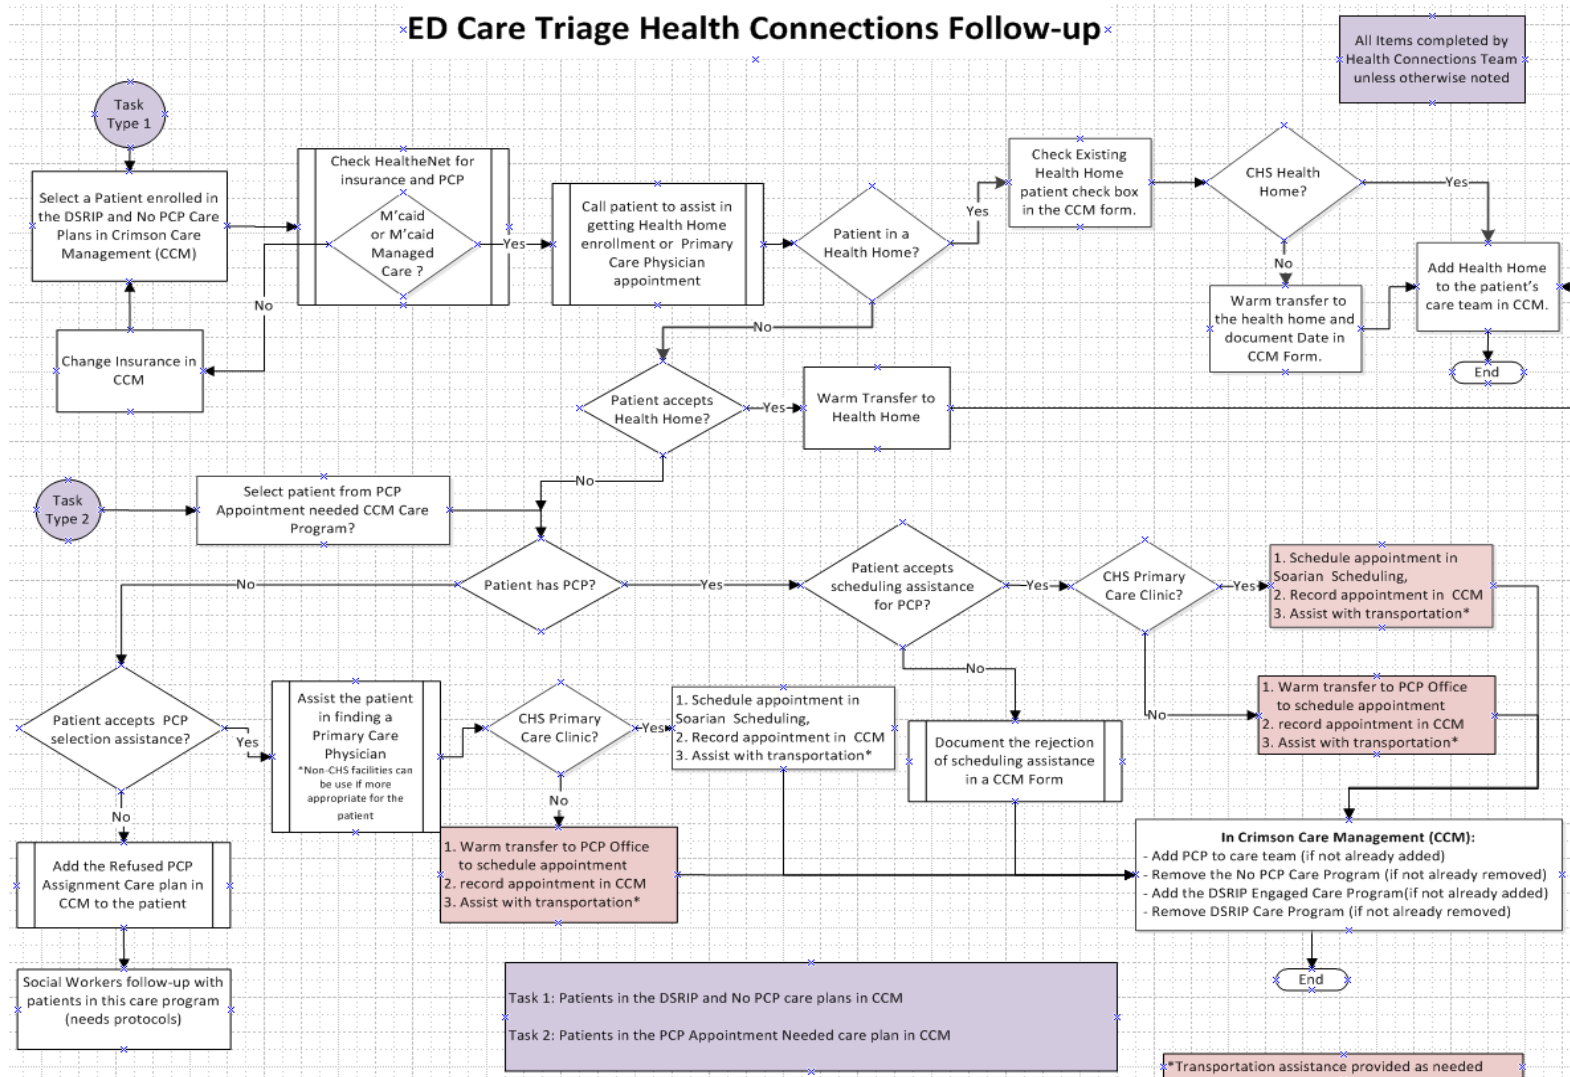 ED Care Triage Health Connections Follow-up
All Items completed by
Health Connections Team
unless otherwise noted
Task
Type 1
Select a Patient enrolled in
the DSRIP and No PCP Care
Plans in Crimson Care
Management (CCM)
Check HealtheNet for
insurance and PCP
M'caid
or M'caid
Managed
Care ?
Yes
No
Change Insurance in
CCM
Call patient to assist in
getting Health Home
enrollment or Primary
Care Physician
appointment
Patient in a
Health Home?
Yes
No
Check Existing
Health Home
patient check box
in the CCM form.
CHS Health
Home?
Yes
No
Warm transfer to
the health home and
document Date in
CCM Form.
Add Health Home
to the patient's
care team in CCM.
End
Patient accepts
Health Home?
Yes
Warm Transfer to
Health Home
No
Task
Type 2
Select patient from PCP
Appointment needed CCM Care
Program?
Patient has PCP?
No
Yes
Patient accepts
scheduling assistance
for PCP?
Yes
No
CHS Primary
Care Clinic?
Yes
No
1. Schedule appointment in
Soarian Scheduling,
2. Record appointment in CCM
3. Assist with transportation*
1. Warm transfer to PCP Office
to schedule appointment
2. record appointment in CCM
3. Assist with transportation*
Patient accepts PCP
selection assistance?
Yes
No
Assist the patient
in finding a
Primary Care
Physician
*Non-CHS facilities can
be use if more
appropriate for the
patient
CHS Primary
Care Clinic?
Yes
No
1. Schedule appointment in
Soarian Scheduling,
2. Record appointment in CCM
3. Assist with transportation*
Document the rejection
of scheduling assistance
in a CCM Form
1. Warm transfer to PCP Office
to schedule appointment
2. record appointment in CCM
3. Assist with transportation*
Add the Refused PCP
Assignment Care plan in
CCM to the patient
Social Workers follow-up with
patients in this care program
(needs protocols)
In Crimson Care Management (CCM):
- Add PCP to care team (if not already added)
- Remove the No PCP Care Program (if not already removed)
- Add the DSRIP Engaged Care Program(if not already added)
- Remove DSRIP Care Program (if not already removed)
End
Task 1: Patients in the DSRIP and No PCP care plans in CCM
Task 2: Patients in the PCP Appointment Needed care plan in CCM
*Transportation assistance provided as needed